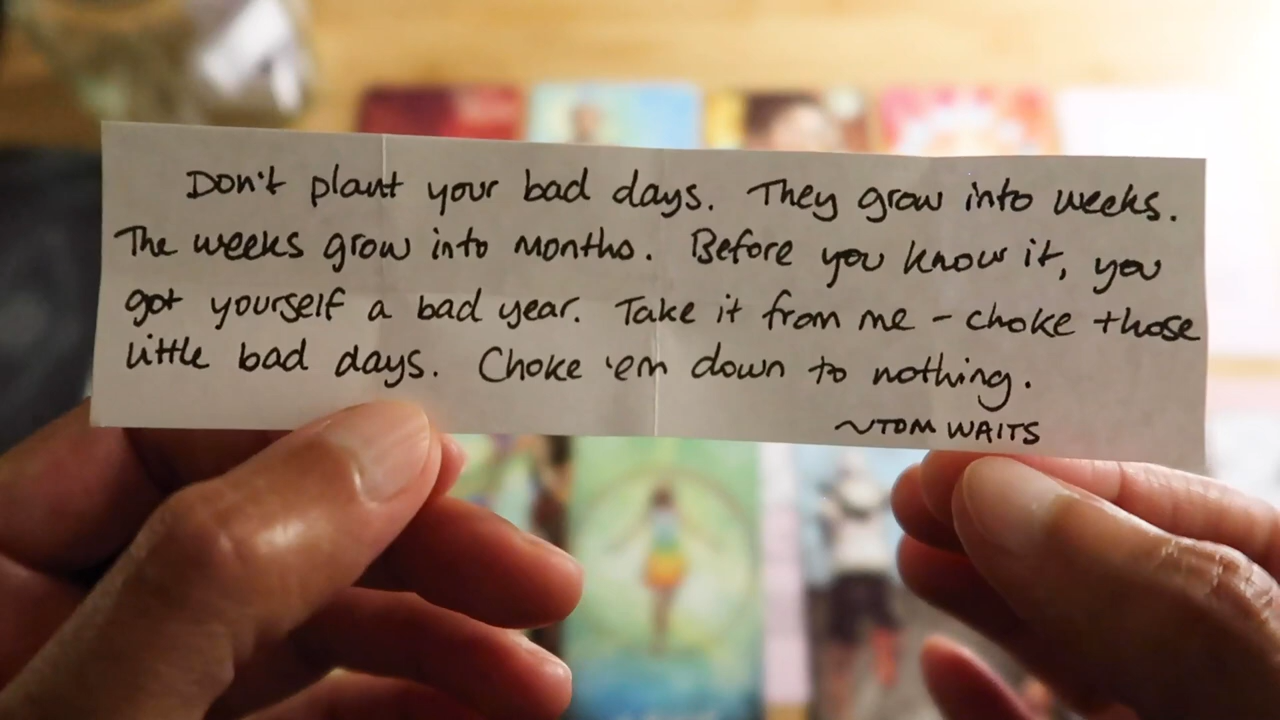 Don't plant your bad days. They grow into weeks.
The weeks grow into months. Before you know it, you
got yourself a bad year. Take it from me - choke those
little bad days. Choke 'em down to nothing.
~TOM WAITS